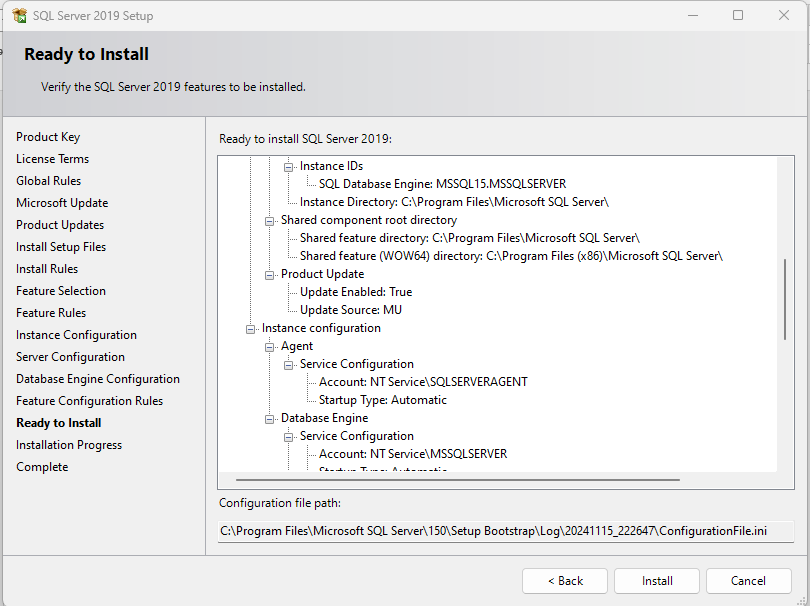 SQL Server 2019 Setup
Ready to Install
Verify the SQL Server 2019 features to be installed.
Product Key
License Terms
Global Rules
Microsoft Update
Product Updates
Install Setup Files
Install Rules
Feature Selection
Feature Rules
Instance Configuration
Server Configuration
Database Engine Configuration
Feature Configuration Rules
Ready to Install
Installation Progress
Complete
Ready to install SQL Server 2019:
Instance IDs
SQL Database Engine: MSSQL15.MSSQLSERVER
Instance Directory: C:\Program Files\Microsoft SQL Server\
Shared component root directory
Shared feature directory: C:\Program Files\Microsoft SQL Server\
Shared feature (WOW64) directory: C:\Program Files (x86)\Microsoft SQL Server\
Product Update
Update Enabled: True
Update Source: MU
Instance configuration
Agent
Service Configuration
Account: NT Service\SQLSERVERAGENT
Startup Type: Automatic
Database Engine
Service Configuration
Account: NT Service\MSSQLSERVER
Startup Type: Automatic
Configuration file path:
C:\Program Files\Microsoft SQL Server\150\Setup Bootstrap\Log\20241115_222647\ConfigurationFile.ini
< Back
Install
Cancel